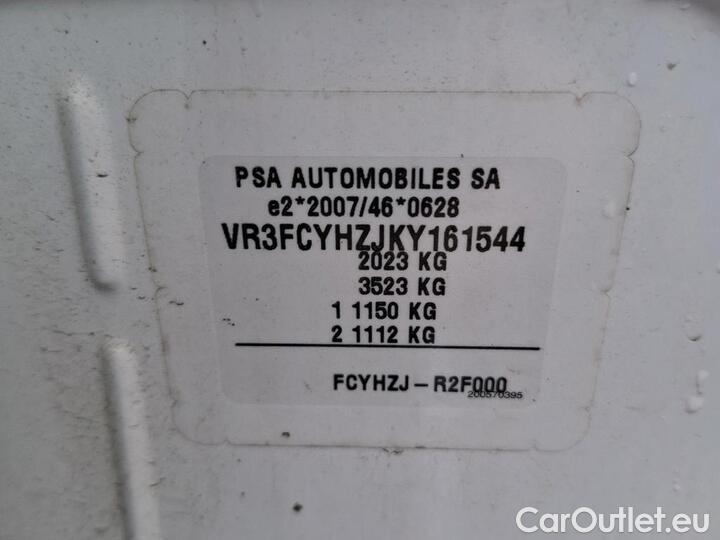 PSA AUTOMOBILES SA
e2*2007/46*0628
VR3FCYHZJKY161544
2023 KG
3523 KG
1 1150 KG
2 1112 KG
FCYHZJ – R2F000
200570395
CarOutlet.eu